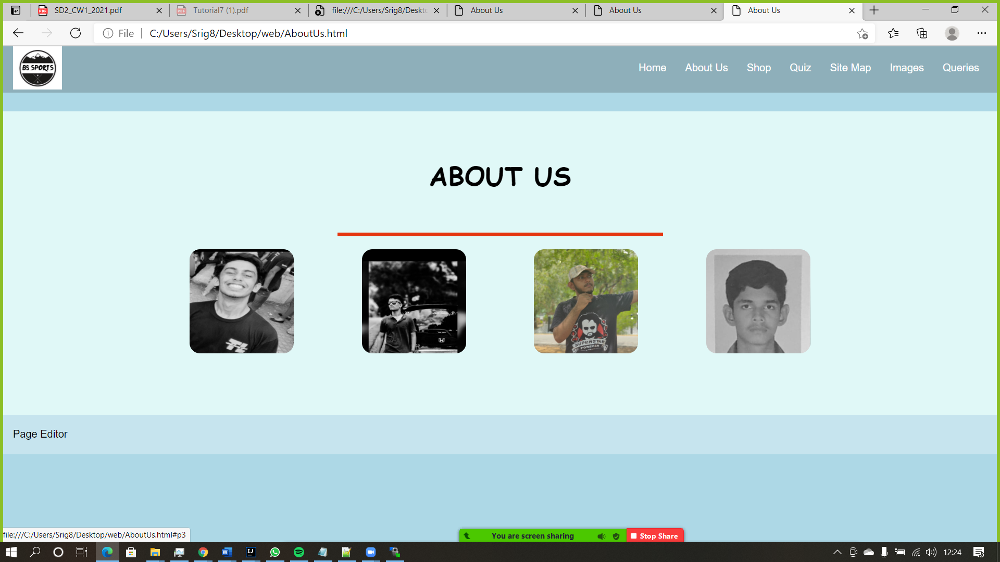 SD2_CW1_2021.pdf
Tutorial7 (1).pdf
file:///C:/Users/Srig8/Deskto
About Us
About Us
About Us
File
C:/Users/Srig8/Desktop/web/AboutUs.html
BS SPORTS
Home
About Us
Shop
Quiz
Site Map
Images
Queries
ABOUT US
SUPERSTAR
FOREVER
Page Editor
file:///C:/Users/Srig8/Desktop/web/AboutUs.html#p3
You are screen sharing
Stop Share
12:24